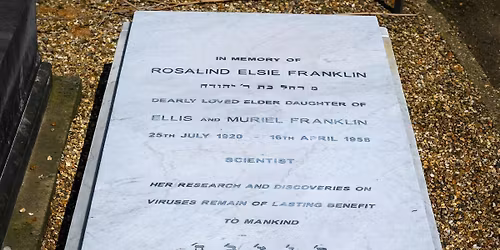 IN MEMORY OF
ROSALIND ELSIE FRANKLIN
מ רחל בת ר׳ יהודה
DEARLY LOVED ELDER DAUGHTER OF
ELLIS AND MURIEL FRANKLIN
25TH JULY 1920 - 16TH APRIL 1958
SCIENTIST
HER RESEARCH AND DISCOVERIES ON
VIRUSES REMAIN OF LASTING BENEFIT
TO MANKIND